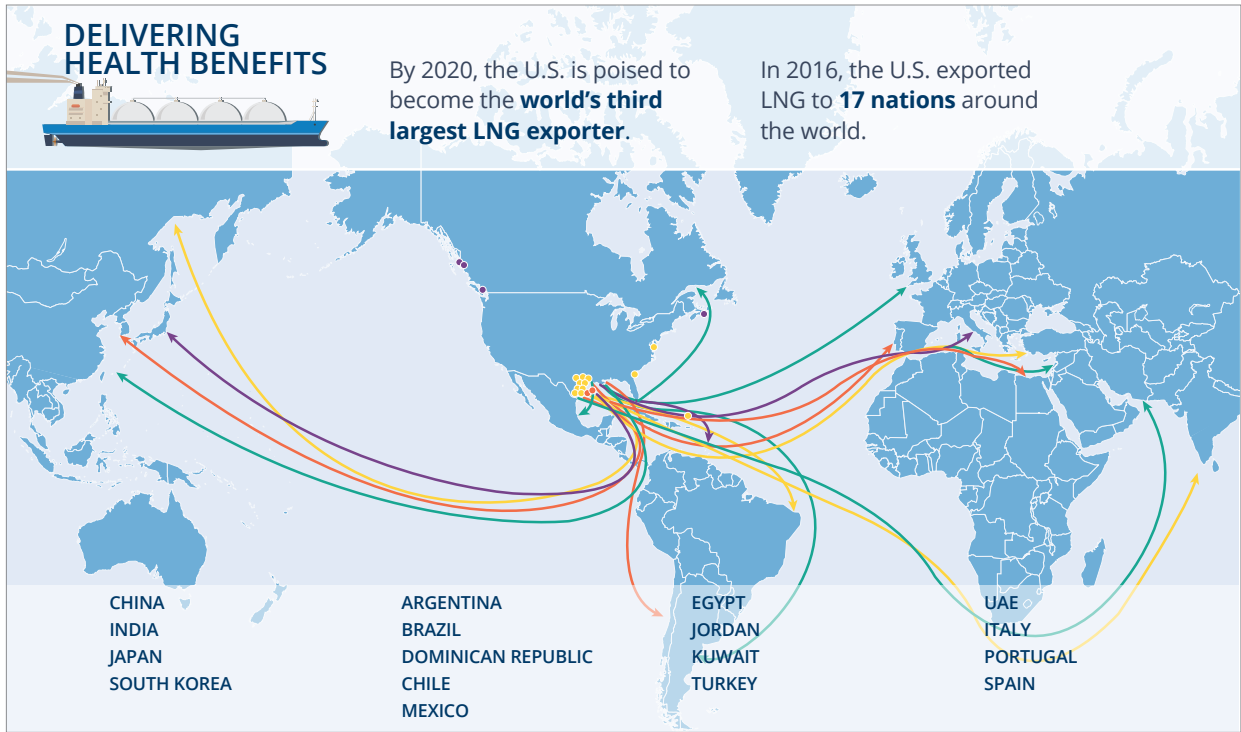 DELIVERING
HEALTH BENEFITS
By 2020, the U.S. is poised to
become the world’s third
largest LNG exporter.
In 2016, the U.S. exported
LNG to 17 nations around
the world.
CHINA
INDIA
JAPAN
SOUTH KOREA
ARGENTINA
BRAZIL
DOMINICAN REPUBLIC
CHILE
MEXICO
EGYPT
JORDAN
KUWAIT
TURKEY
UAE
ITALY
PORTUGAL
SPAIN